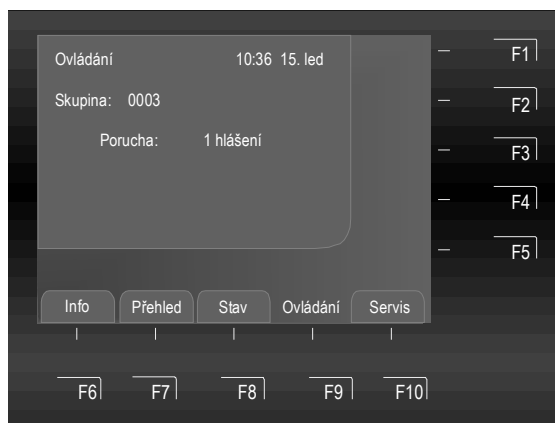 Ovládání 10:36 15. led F1
Skupina: 0003 F2
Porucha: 1 hlášení F3
F4
F5
Info Přehled Stav Ovládání Servis
F6 F7 F8 F9 F10